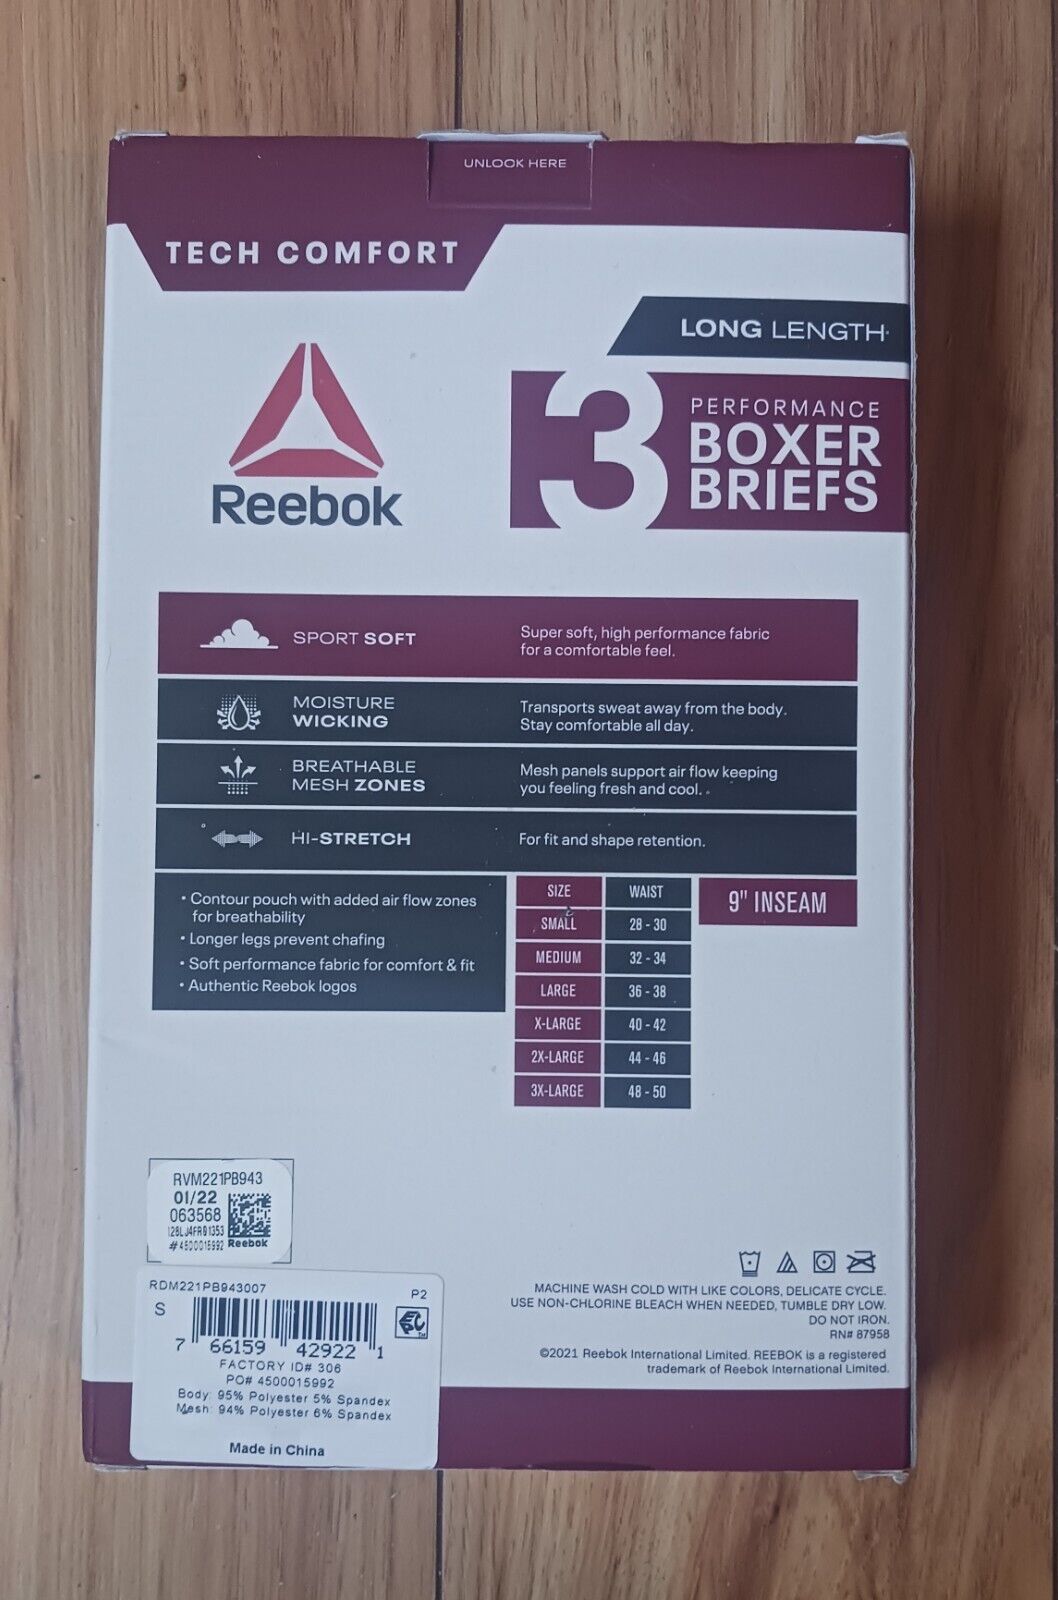 UNLOOK HERE
TECH COMFORT
LONG LENGTH
Reebok
3
PERFORMANCE
BOXER
BRIEFS
SPORT SOFT
Super soft, high performance fabric
for a comfortable feel.
MOISTURE
WICKING
Transports sweat away from the body.
Stay comfortable all day.
BREATHABLE
MESH ZONES
Mesh panels support air flow keeping
you feeling fresh and cool.
HI-STRETCH
For fit and shape retention.
• Contour pouch with added air flow zones
for breathability
• Longer legs prevent chafing
• Soft performance fabric for comfort & fit
• Authentic Reebok logos
SIZE WAIST
SMALL 28 - 30
MEDIUM 32 - 34
LARGE 36 - 38
X-LARGE 40 - 42
2X-LARGE 44 - 46
3X-LARGE 48 - 50
9" INSEAM
RVM221PB943
01/22
063568
128LJ4FR01353
#4500015992 Reebok
RDM221PB943007 P2
S
7 66159 42922 1
FACTORY ID# 306
PO# 4500015992
Body: 95% Polyester 5% Spandex
Mesh: 94% Polyester 6% Spandex
Made in China
MACHINE WASH COLD WITH LIKE COLORS, DELICATE CYCLE.
USE NON-CHLORINE BLEACH WHEN NEEDED, TUMBLE DRY LOW.
DO NOT IRON.
RN# 87958
©2021 Reebok International Limited. REEBOK is a registered
trademark of Reebok International Limited.